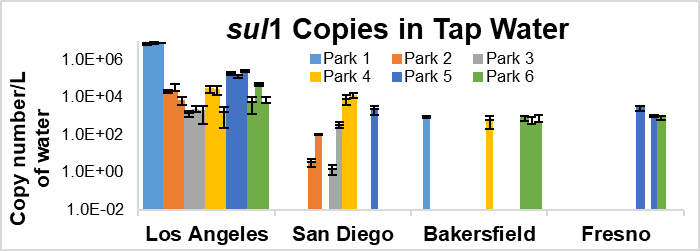 sul1 Copies in Tap Water
Copy number/L
of water
1.0E+06
1.0E+04
1.0E+02
1.0E+00
1.0E-02
Park 1 Park 2 Park 3
Park 4 Park 5 Park 6
Los Angeles San Diego Bakersfield Fresno